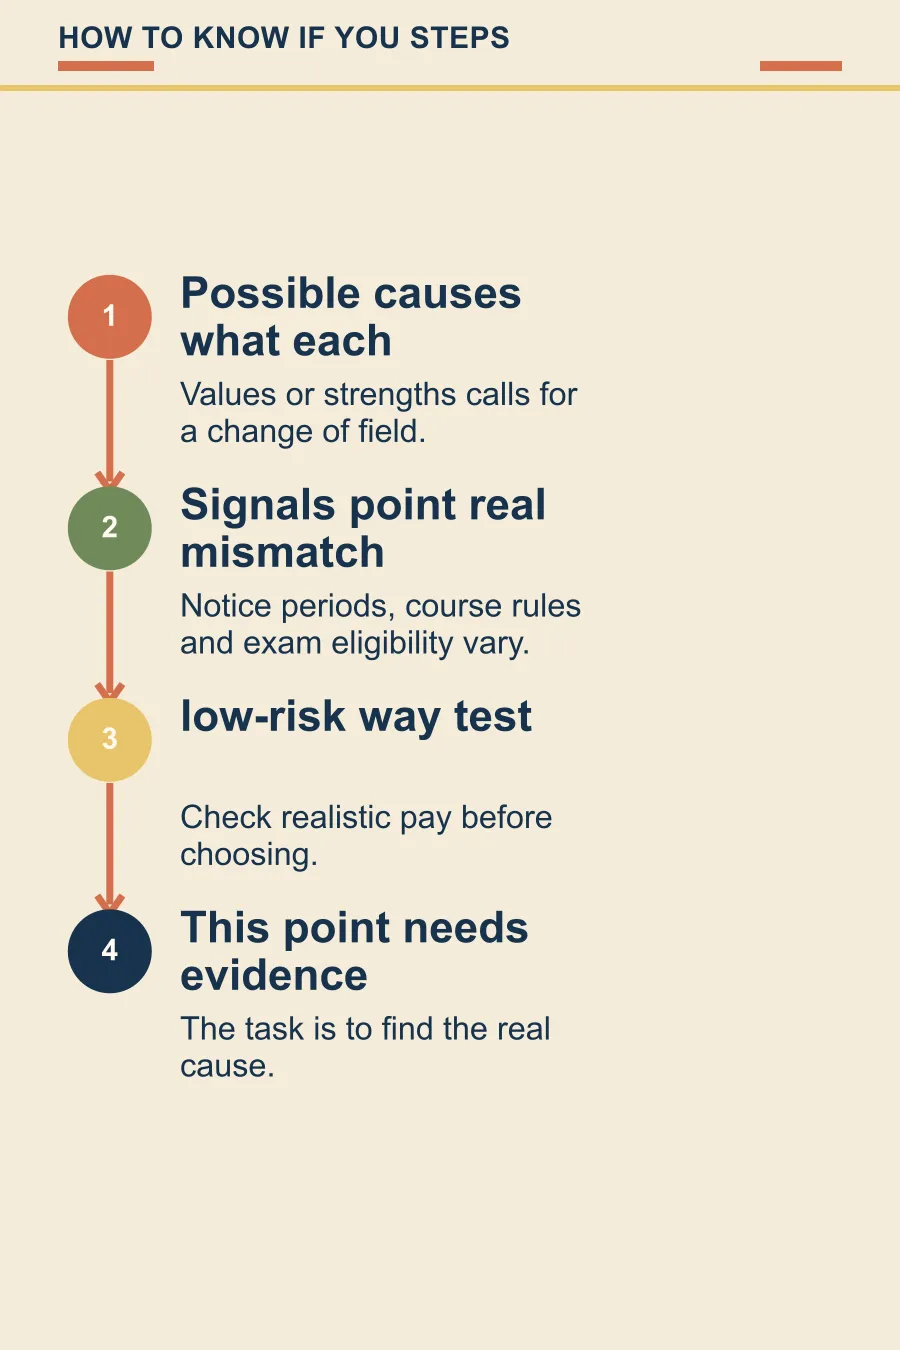 HOW TO KNOW IF YOU STEPS
1
Possible causes
what each
Values or strengths calls for
a change of field.
2
Signals point real
mismatch
Notice periods, course rules
and exam eligibility vary.
3
low-risk way test
Check realistic pay before
choosing.
4
This point needs
evidence
The task is to find the real
cause.